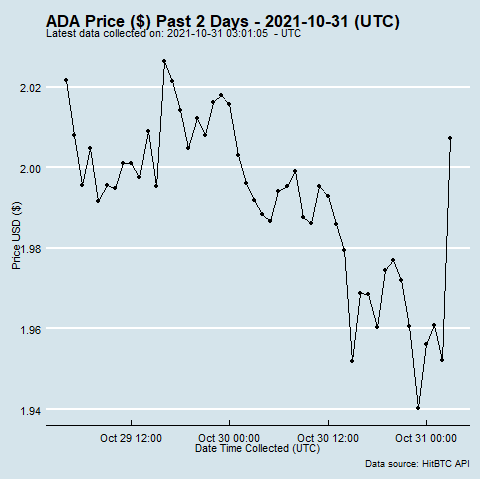 ADA Price ($) Past 2 Days - 2021-10-31 (UTC)
Latest data collected on: 2021-10-31 03:01:05 - UTC
Price USD ($)
2.02
2.00
1.98
1.96
1.94
Oct 29 12:00
Oct 30 00:00
Oct 30 12:00
Oct 31 00:00
Date Time Collected (UTC)
Data source: HitBTC API